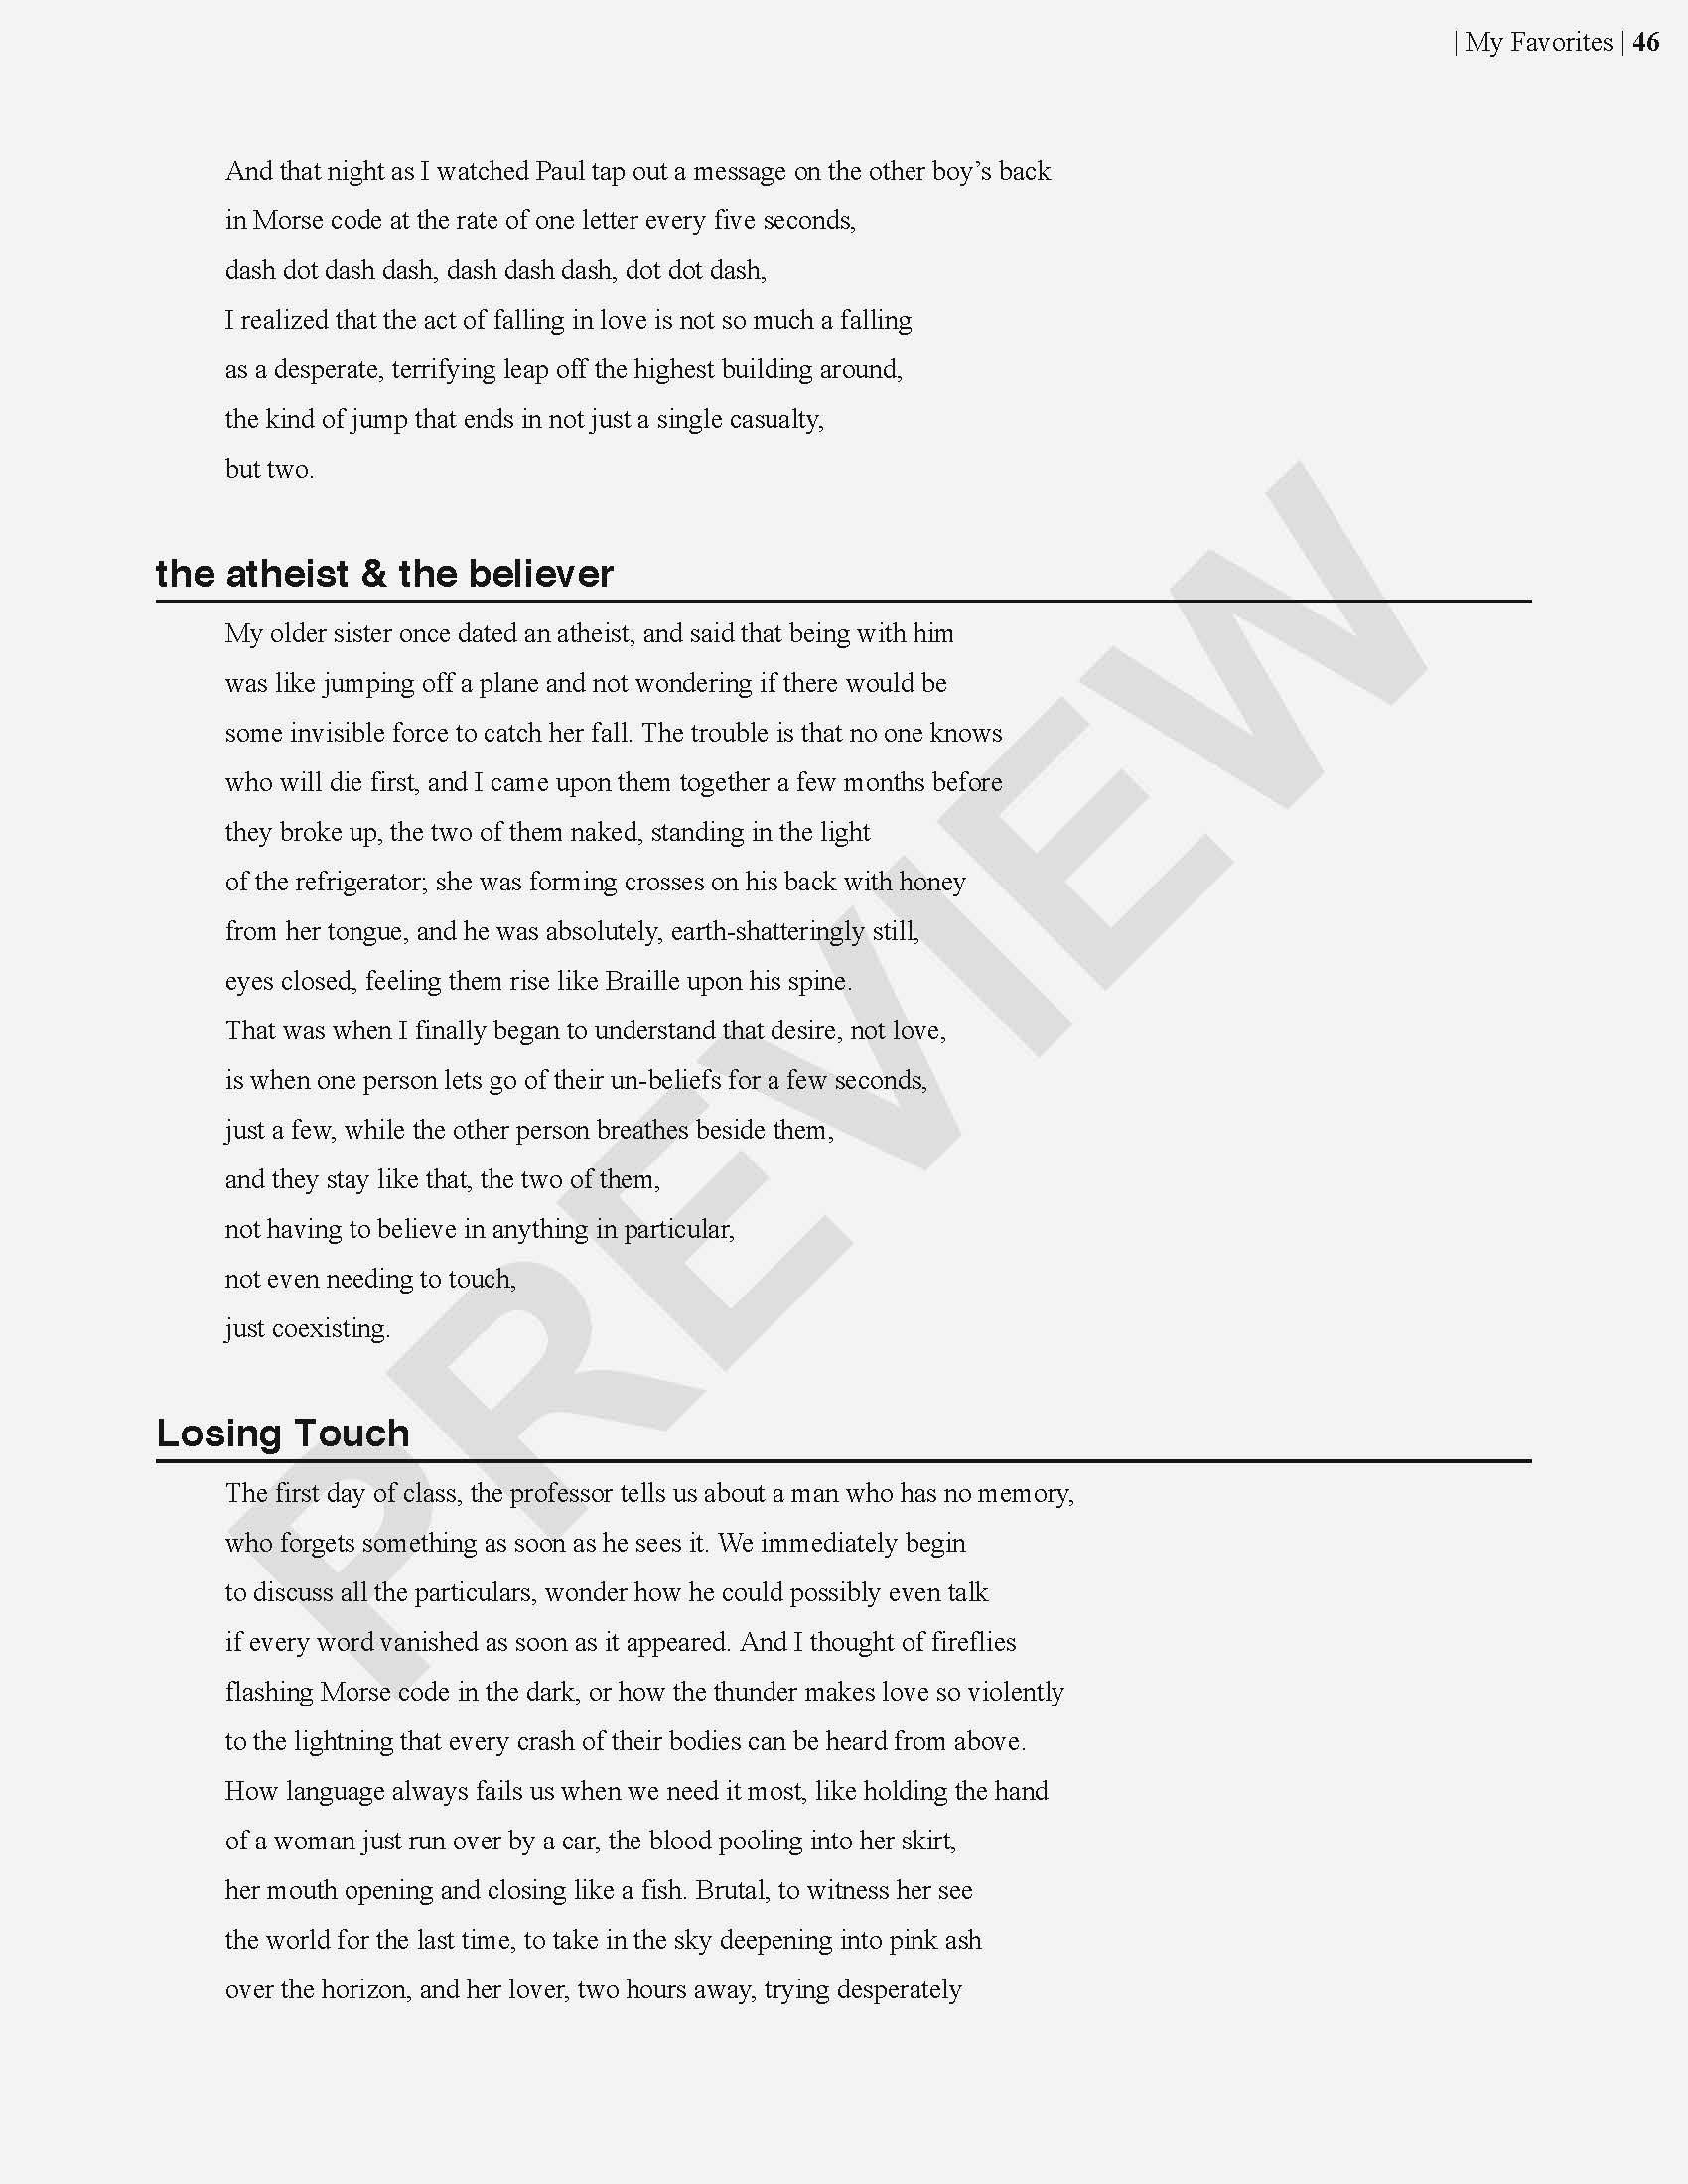 | My Favorites | 46
And that night as I watched Paul tap out a message on the other boy’s back
in Morse code at the rate of one letter every five seconds,
dash dot dash dash, dash dash dash, dot dot dash,
I realized that the act of falling in love is not so much a falling
as a desperate, terrifying leap off the highest building around,
the kind of jump that ends in not just a single casualty,
but two.
the atheist & the believer
My older sister once dated an atheist, and said that being with him
was like jumping off a plane and not wondering if there would be
some invisible force to catch her fall. The trouble is that no one knows
who will die first, and I came upon them together a few months before
they broke up, the two of them naked, standing in the light
of the refrigerator; she was forming crosses on his back with honey
from her tongue, and he was absolutely, earth-shatteringly still,
eyes closed, feeling them rise like Braille upon his spine.
That was when I finally began to understand that desire, not love,
is when one person lets go of their un-beliefs for a few seconds,
just a few, while the other person breathes beside them,
and they stay like that, the two of them,
not having to believe in anything in particular,
not even needing to touch,
just coexisting.
Losing Touch
The first day of class, the professor tells us about a man who has no memory,
who forgets something as soon as he sees it. We immediately begin
to discuss all the particulars, wonder how he could possibly even talk
if every word vanished as soon as it appeared. And I thought of fireflies
flashing Morse code in the dark, or how the thunder makes love so violently
to the lightning that every crash of their bodies can be heard from above.
How language always fails us when we need it most, like holding the hand
of a woman just run over by a car, the blood pooling into her skirt,
her mouth opening and closing like a fish. Brutal, to witness her see
the world for the last time, to take in the sky deepening into pink ash
over the horizon, and her lover, two hours away, trying desperately
PREVIEW